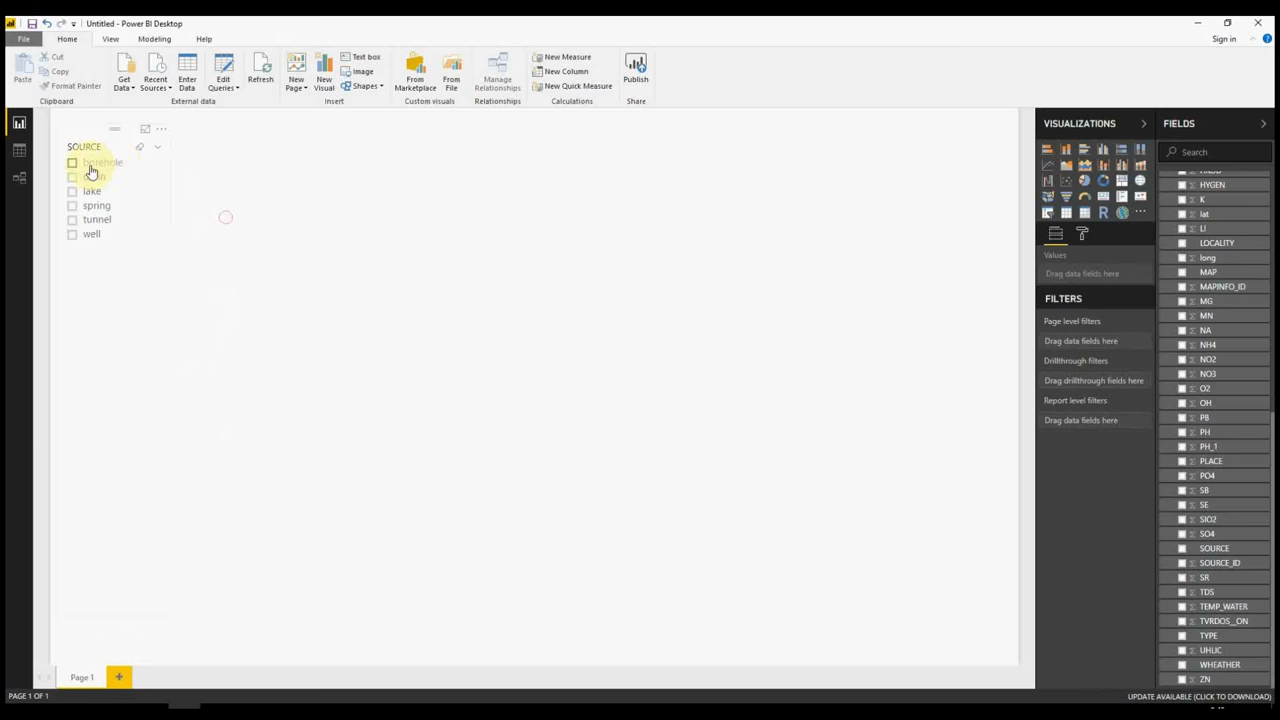 Untitled - Power BI Desktop
File Home View Modeling Help Sign in
Paste Cut Copy Format Painter Get Data Recent Sources Enter Data Edit Queries Refresh New Page New Visual Text box Image Shapes From Marketplace From File Manage Relationships New Measure New Column New Quick Measure Publish
Clipboard External data Insert Custom visuals Relationships Calculations Share
SOURCE
borehole
lake
spring
tunnel
well
VISUALIZATIONS
R
Values
Drag data fields here
FILTERS
Page level filters
Drag data fields here
Drillthrough filters
Drag drillthrough fields here
Report level filters
Drag data fields here
FIELDS
Search
HYGEN
K
lat
LI
LOCALITY
long
MAP
MAPINFO_ID
MG
MN
NA
NH4
NO2
NO3
O2
OH
PB
PH
PH_1
PLACE
PO4
SB
SE
SIO2
SO4
SOURCE
SOURCE_ID
SR
TDS
TEMP_WATER
TVRDOS__ON
TYPE
UHLIC
WHEATHER
ZN
Page 1 +
PAGE 1 OF 1 UPDATE AVAILABLE (CLICK TO DOWNLOAD)